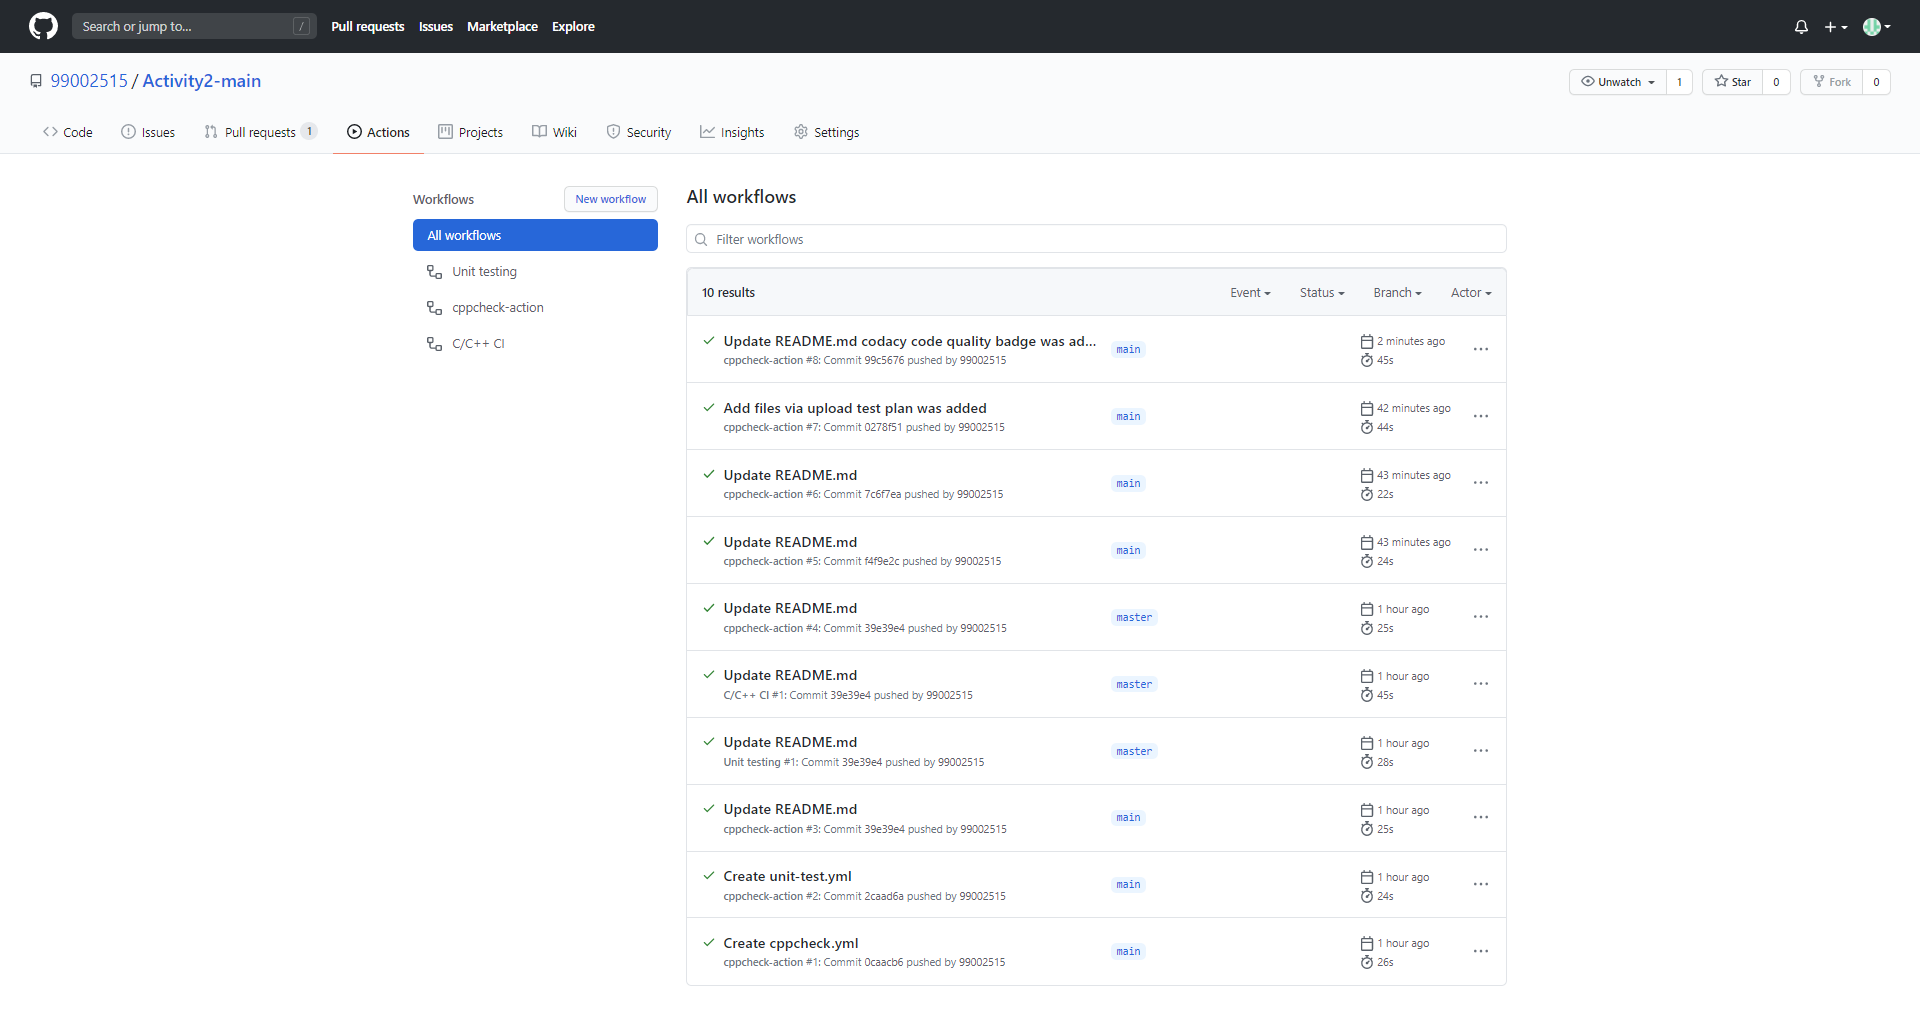 Search or jump to... /
Pull requests Issues Marketplace Explore
99002515 / Activity2-main
Unwatch 1 Star 0 Fork 0
Code Issues Pull requests 1 Actions Projects Wiki Security Insights Settings
Workflows
New workflow
All workflows
Unit testing
cppcheck-action
C/C++ CI
All workflows
Filter workflows
10 results Event Status Branch Actor
Update README.md codacy code quality badge was ad... main 2 minutes ago
cppcheck-action #8: Commit 99c5676 pushed by 99002515 45s
Add files via upload test plan was added main 42 minutes ago
cppcheck-action #7: Commit 0278f51 pushed by 99002515 44s
Update README.md main 43 minutes ago
cppcheck-action #6: Commit 7c6f7ea pushed by 99002515 22s
Update README.md main 43 minutes ago
cppcheck-action #5: Commit f4f9e2c pushed by 99002515 24s
Update README.md master 1 hour ago
cppcheck-action #4: Commit 39e39e4 pushed by 99002515 25s
Update README.md master 1 hour ago
C/C++ CI #1: Commit 39e39e4 pushed by 99002515 45s
Update README.md master 1 hour ago
Unit testing #1: Commit 39e39e4 pushed by 99002515 28s
Update README.md main 1 hour ago
cppcheck-action #3: Commit 39e39e4 pushed by 99002515 25s
Create unit-test.yml main 1 hour ago
cppcheck-action #2: Commit 2caad6a pushed by 99002515 24s
Create cppcheck.yml main 1 hour ago
cppcheck-action #1: Commit 0caacb6 pushed by 99002515 26s